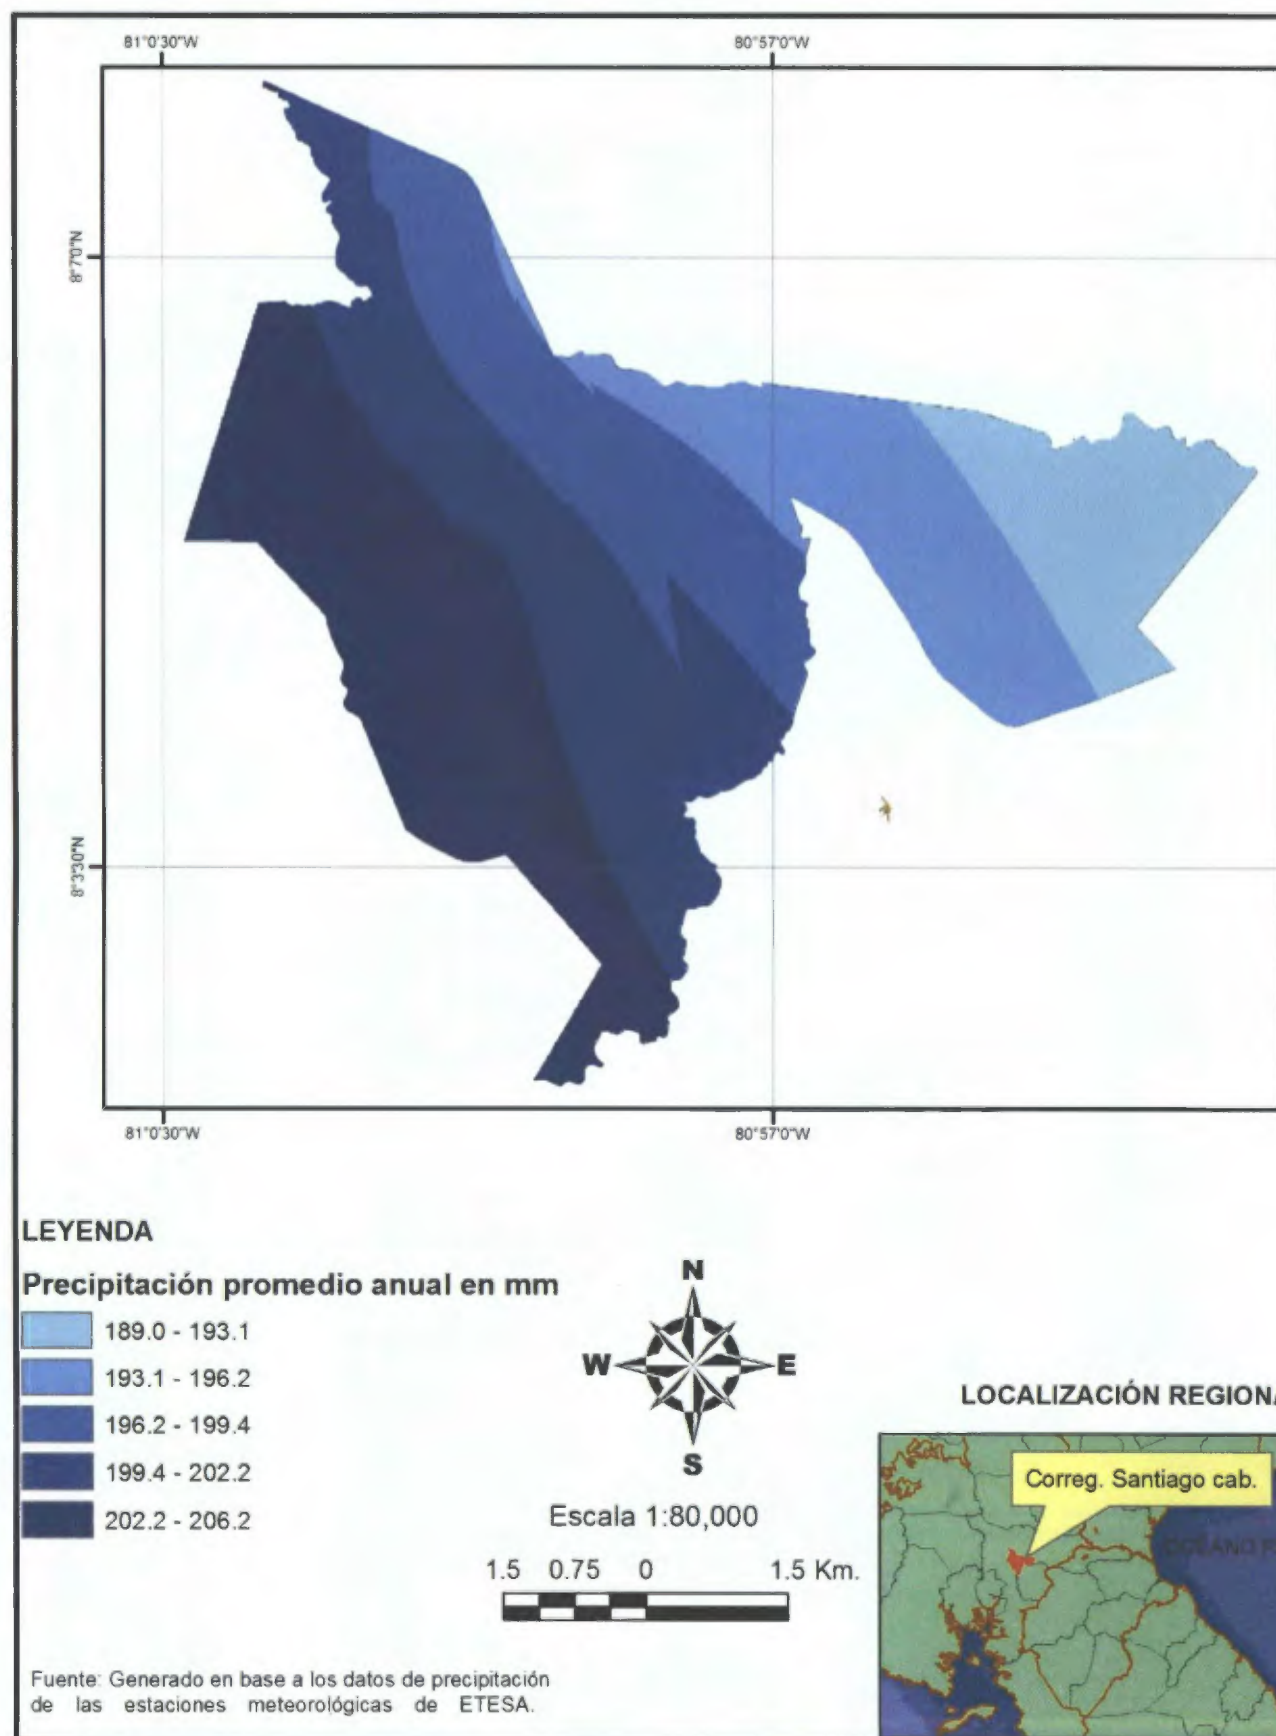 81°0'30"W 80°57'0"W
8°7'0"N
8°3'30"N
81°0'30"W 80°57'0"W
LEYENDA
Precipitación promedio anual en mm
189.0 - 193.1
193.1 - 196.2
196.2 - 199.4
199.4 - 202.2
202.2 - 206.2
N
W E
S
Escala 1:80,000
1.5 0.75 0 1.5 Km.
LOCALIZACIÓN REGIONA
Correg. Santiago cab.
OCÉANO P
Fuente: Generado en base a los datos de precipitación
de las estaciones meteorológicas de ETESA.